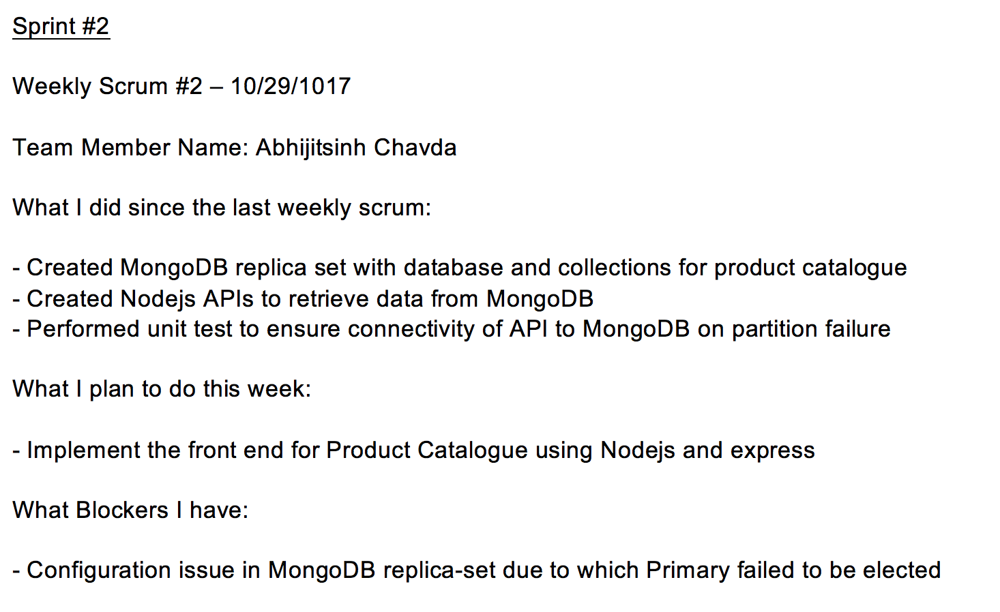 Sprint #2
Weekly Scrum #2 – 10/29/1017
Team Member Name: Abhijitsinh Chavda
What I did since the last weekly scrum:
- Created MongoDB replica set with database and collections for product catalogue
- Created Nodejs APIs to retrieve data from MongoDB
- Performed unit test to ensure connectivity of API to MongoDB on partition failure
What I plan to do this week:
- Implement the front end for Product Catalogue using Nodejs and express
What Blockers I have:
- Configuration issue in MongoDB replica-set due to which Primary failed to be elected